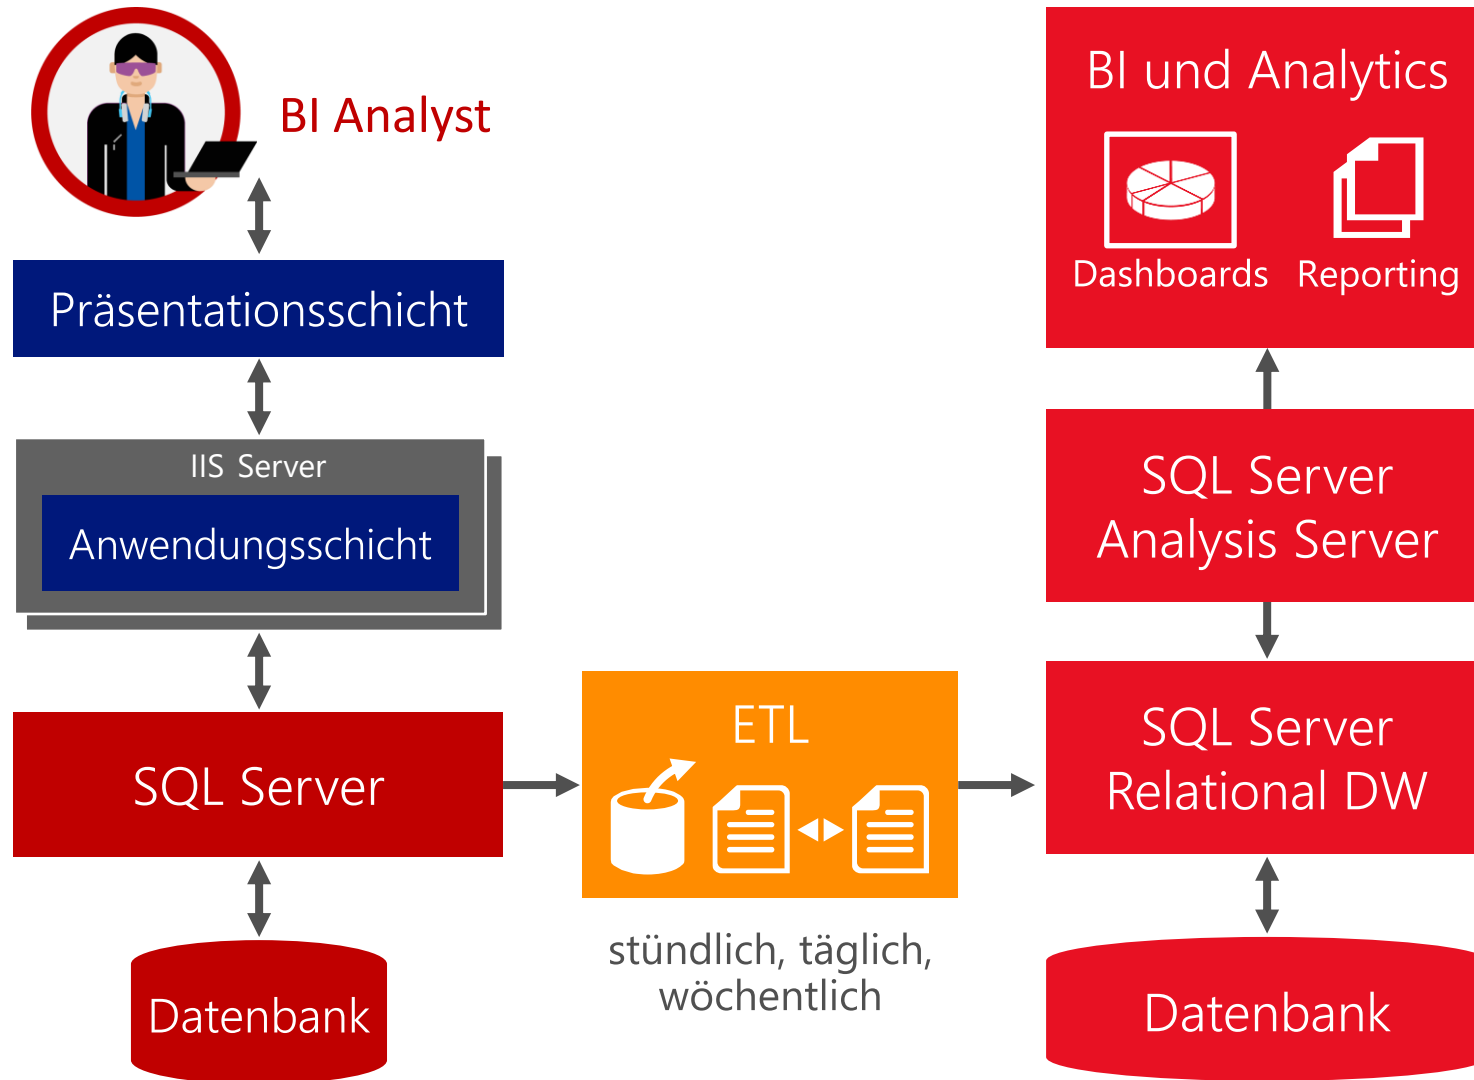 BI Analyst
Präsentationsschicht
IIS Server
Anwendungsschicht
SQL Server
Datenbank
ETL
stündlich, täglich,
wöchentlich
BI und Analytics
Dashboards
Reporting
SQL Server
Analysis Server
SQL Server
Relational DW
Datenbank